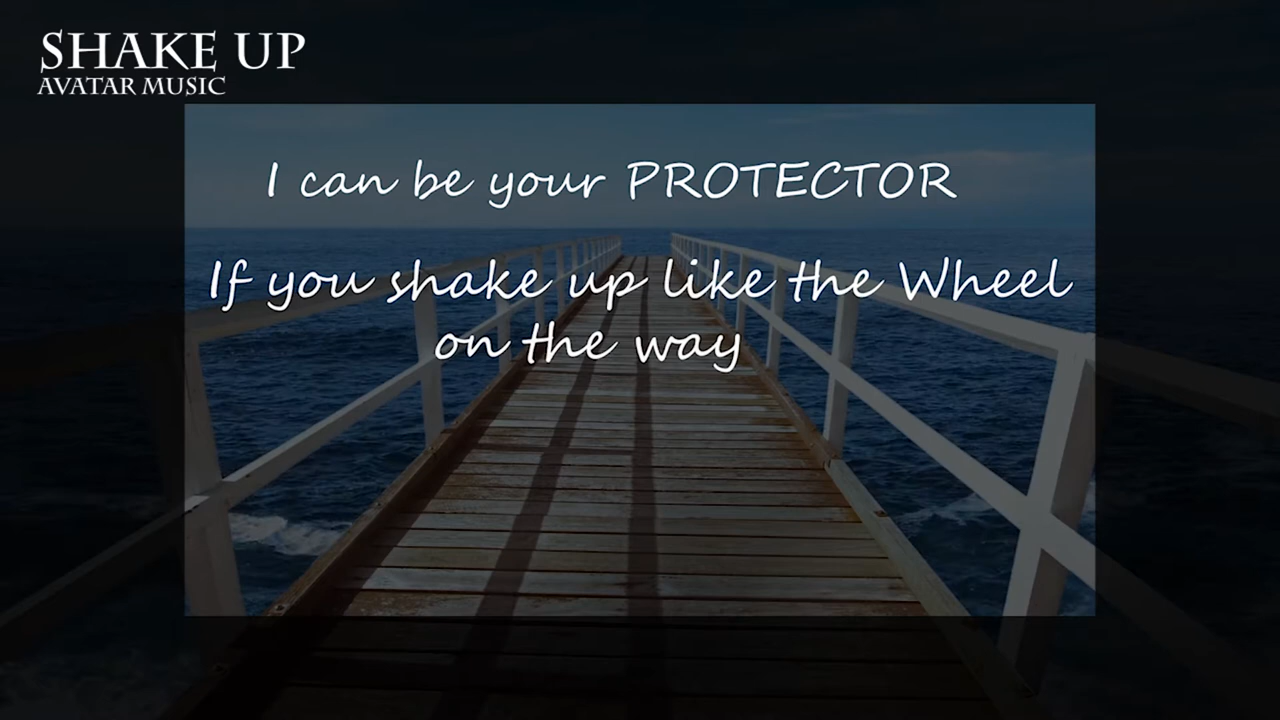 SHAKE UP
AVATAR MUSIC
I can be your PROTECTOR
If you shake up like the Wheel
on the way